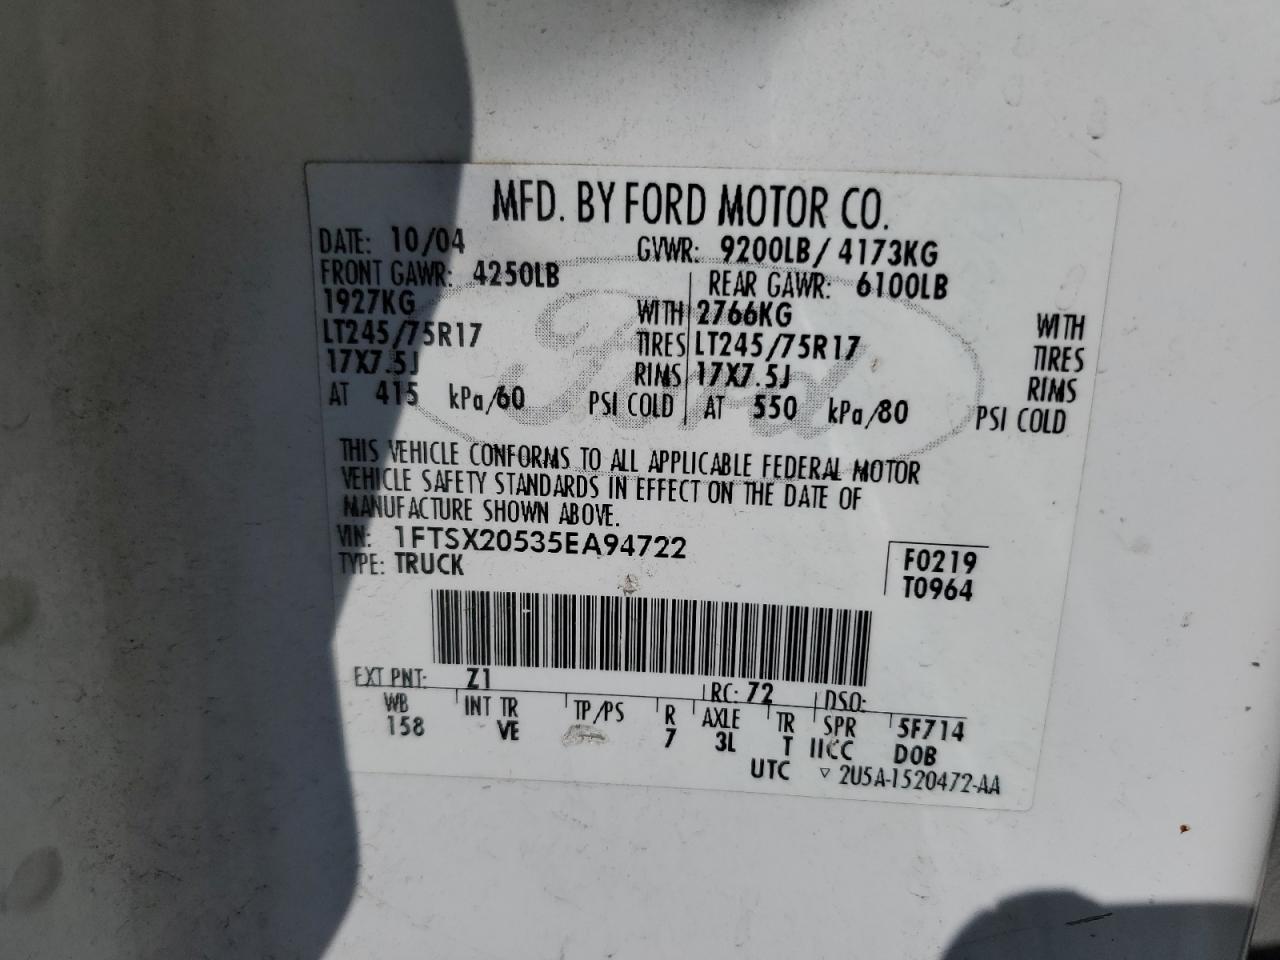 MFD. BY FORD MOTOR CO.
DATE: 10/04 GVWR: 9200LB/ 4173KG
FRONT GAWR: 4250LB REAR GAWR: 6100LB
1927KG WITH 2766KG WITH
LT245/75R17 TIRES LT245/75R17 TIRES
17X7.5J RIMS 17X7.5J RIMS
AT 415 kPa/60 PSI COLD AT 550 kPa/80 PSI COLD
Ford
THIS VEHICLE CONFORMS TO ALL APPLICABLE FEDERAL MOTOR
VEHICLE SAFETY STANDARDS IN EFFECT ON THE DATE OF
MANUFACTURE SHOWN ABOVE.
VIN: 1FTSX20535EA94722
TYPE: TRUCK
F0219
T0964
EXT PNT: Z1 RC: 72 DSO:
WB INT TR TP/PS R AXLE TR SPR 5F714
158 VE 7 3L T IICC DOB
UTC ▽ 2U5A-1520472-AA